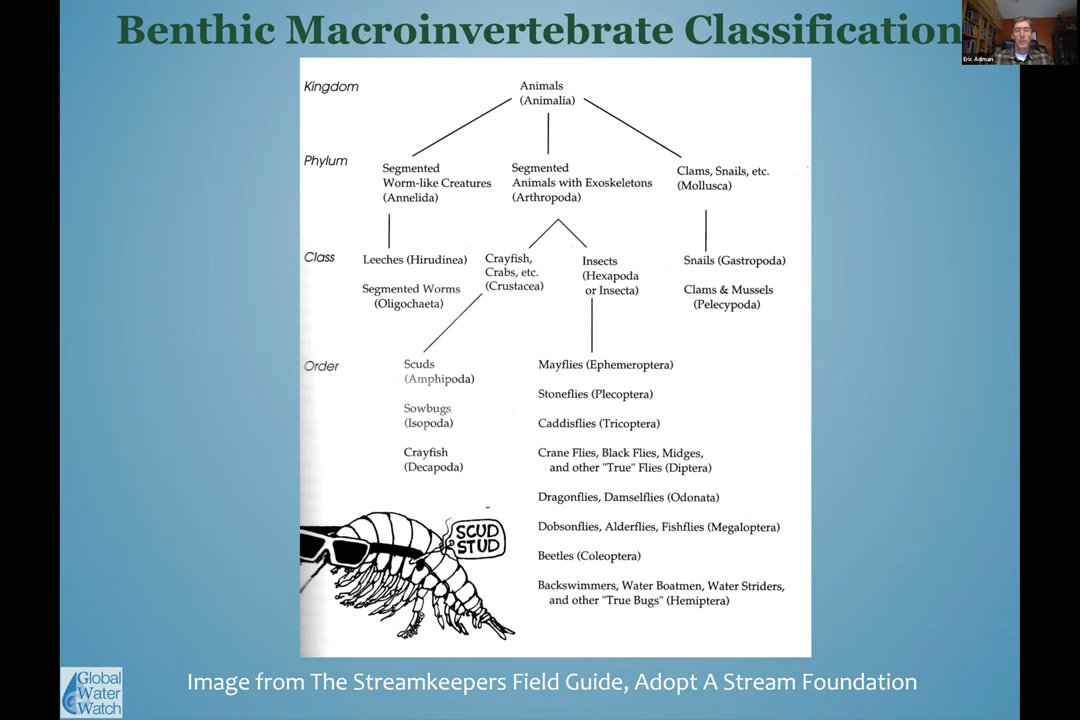 Benthic Macroinvertebrate Classification
Eric Adman
Kingdom
Animals
(Animalia)
Phylum
Segmented
Worm-like Creatures
(Annelida)
Segmented
Animals with Exoskeletons
(Arthropoda)
Clams, Snails, etc.
(Mollusca)
Class
Leeches (Hirudinea)
Segmented Worms
(Oligochaeta)
Crayfish,
Crabs, etc.
(Crustacea)
Insects
(Hexapoda
or Insecta)
Snails (Gastropoda)
Clams & Mussels
(Pelecypoda)
Order
Scuds
(Amphipoda)
Sowbugs
(Isopoda)
Crayfish
(Decapoda)
Mayflies (Ephemeroptera)
Stoneflies (Plecoptera)
Caddisflies (Tricoptera)
Crane Flies, Black Flies, Midges,
and other "True" Flies (Diptera)
Dragonflies, Damselflies (Odonata)
Dobsonflies, Alderflies, Fishflies (Megaloptera)
Beetles (Coleoptera)
Backswimmers, Water Boatmen, Water Striders,
and other "True Bugs" (Hemiptera)
SCUD
STUD
Global
Water
Watch
Image from The Streamkeepers Field Guide, Adopt A Stream Foundation